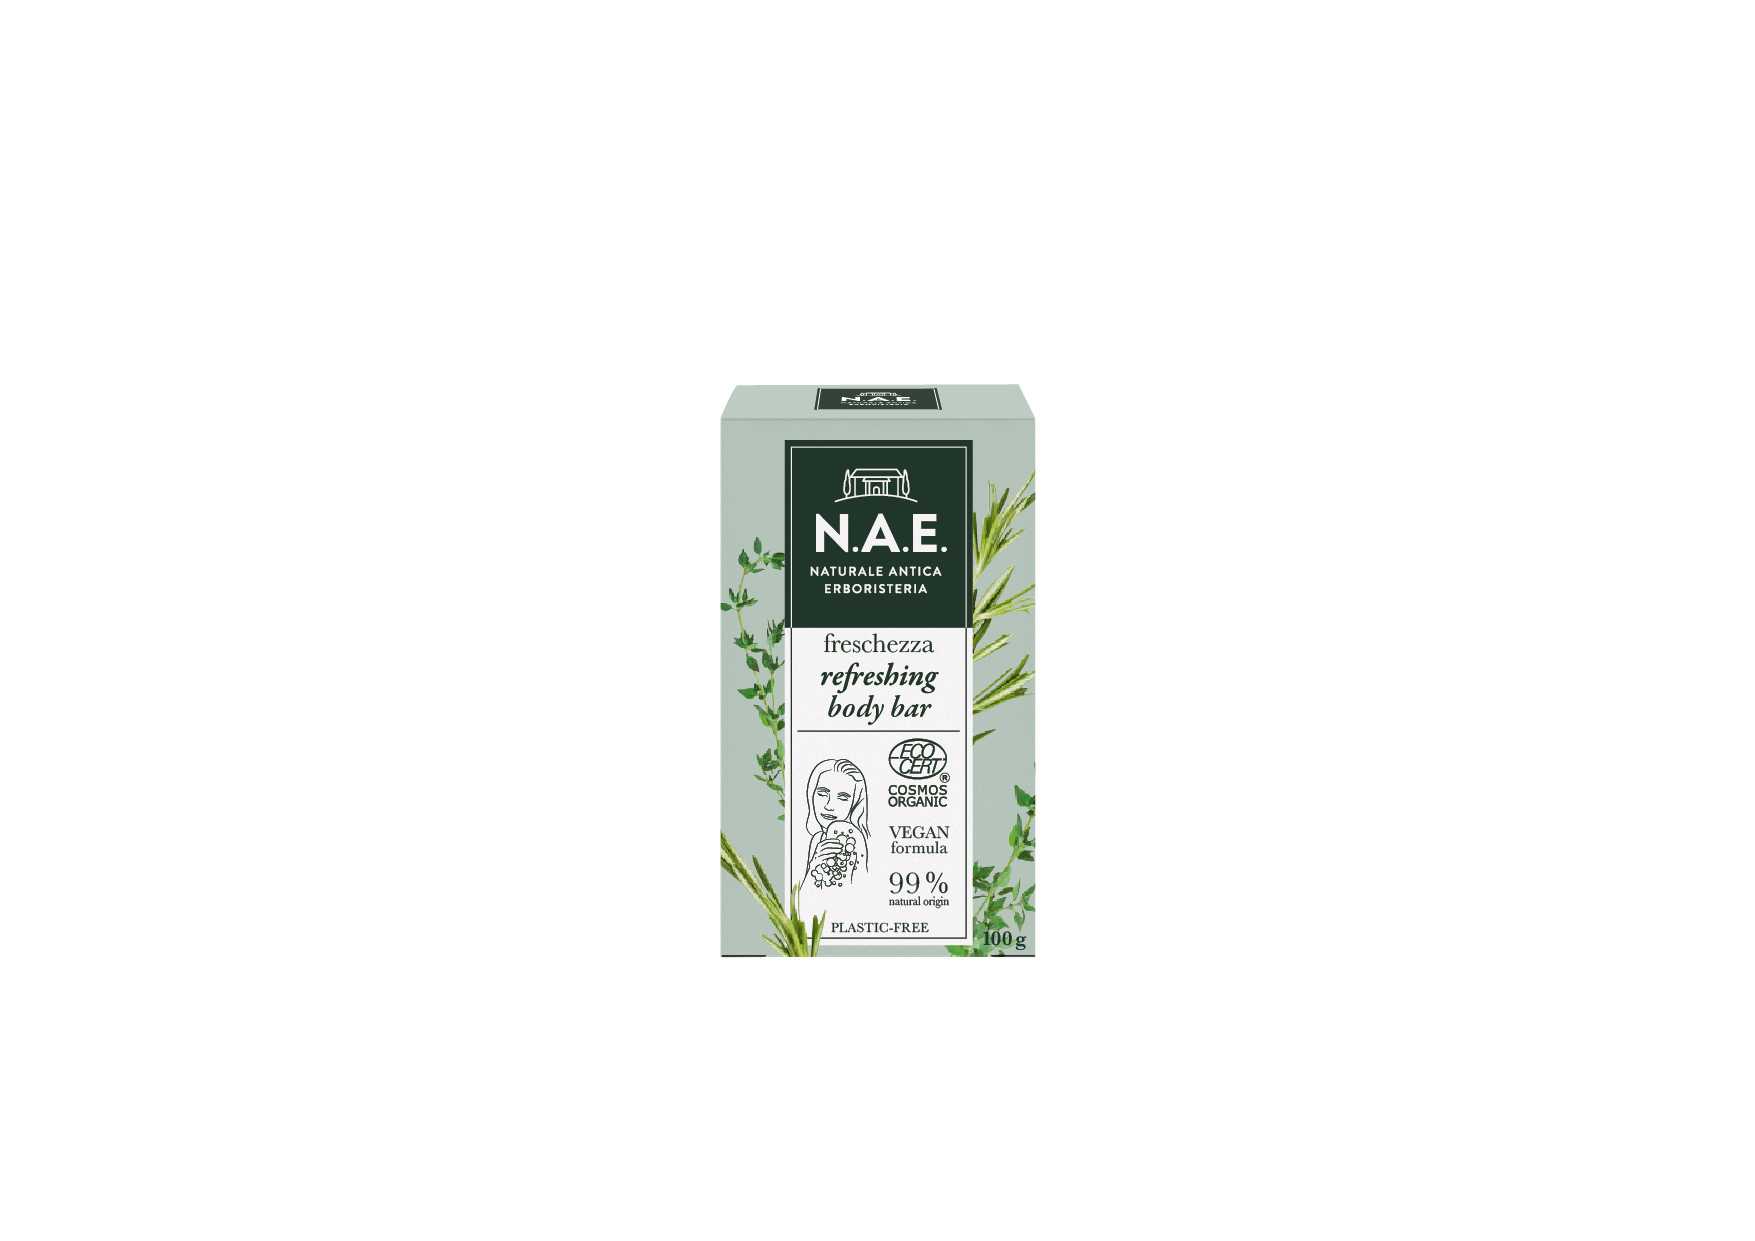 N.A.E.
N.A.E.
NATURALE ANTICA
ERBORISTERIA
freschezza
refreshing
body bar
ECO
CERT
®
COSMOS
ORGANIC
VEGAN
formula
99 %
natural origin
PLASTIC-FREE
100 g